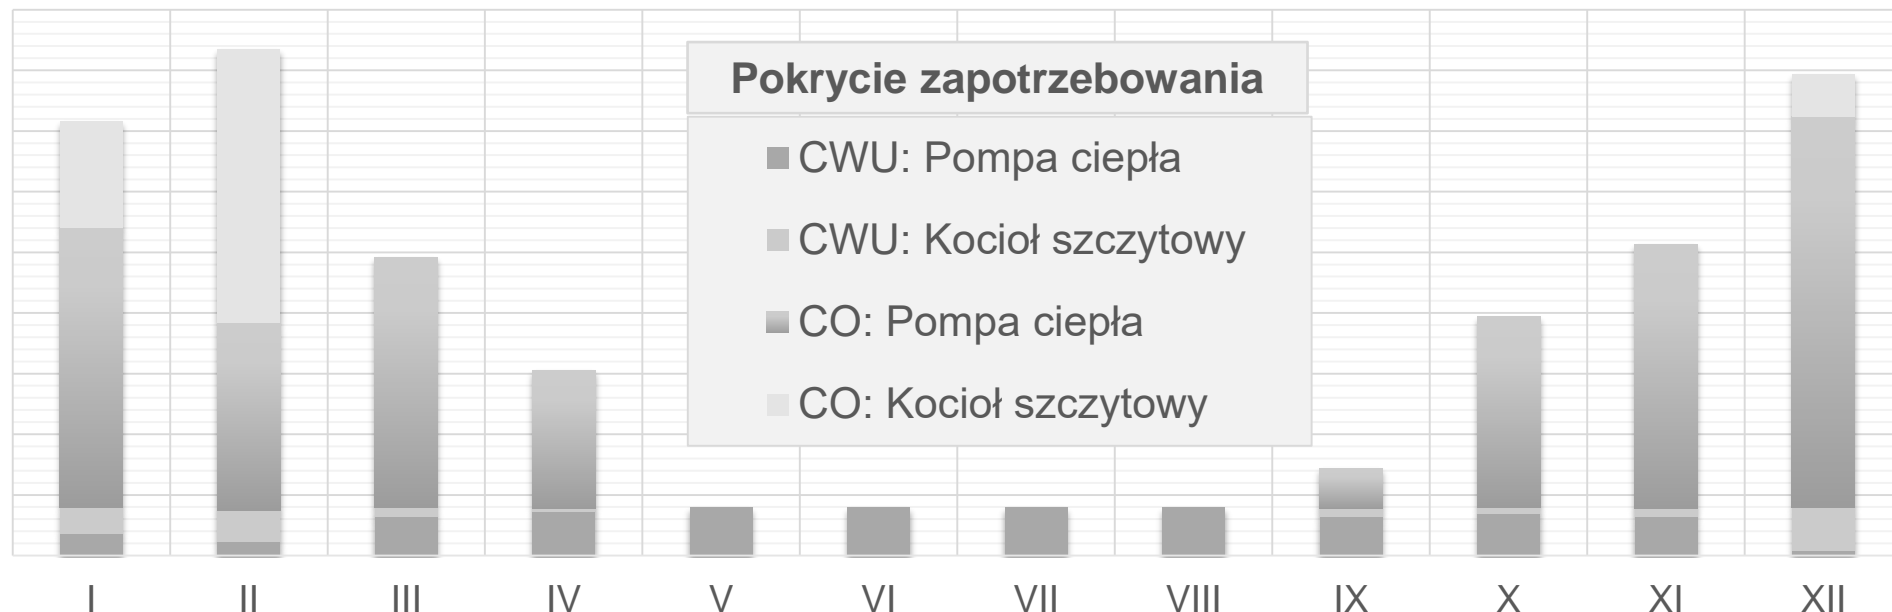 Pokrycie zapotrzebowania
CWU: Pompa ciepła
CWU: Kocioł szczytowy
CO: Pompa ciepła
CO: Kocioł szczytowy
I II III IV V VI VII VIII IX X XI XII